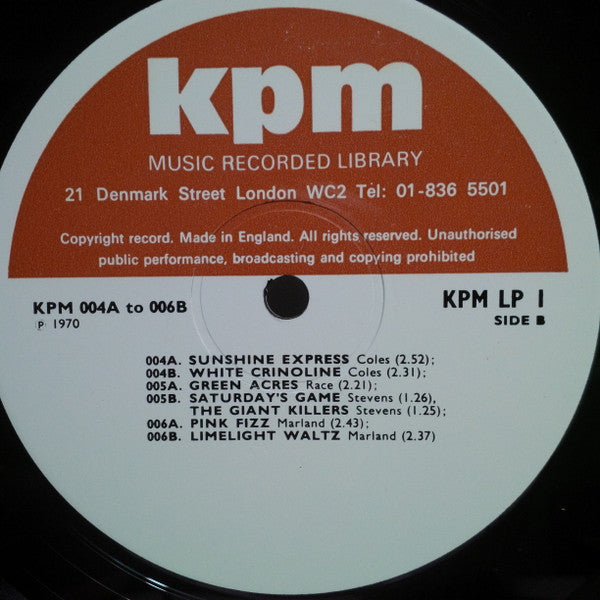 kpm
MUSIC RECORDED LIBRARY
21 Denmark Street London WC2 Tel: 01-836 5501
Copyright record. Made in England. All rights reserved. Unauthorised
public performance, broadcasting and copying prohibited
KPM 004A to 006B
℗ 1970
KPM LP 1
SIDE B
004A. SUNSHINE EXPRESS Coles (2.52);
004B. WHITE CRINOLINE Coles (2.31);
005A. GREEN ACRES Race (2.21);
005B. SATURDAY'S GAME Stevens (1.26),
THE GIANT KILLERS Stevens (1.25);
006A. PINK FIZZ Marland (2.43);
006B. LIMELIGHT WALTZ Marland (2.37)